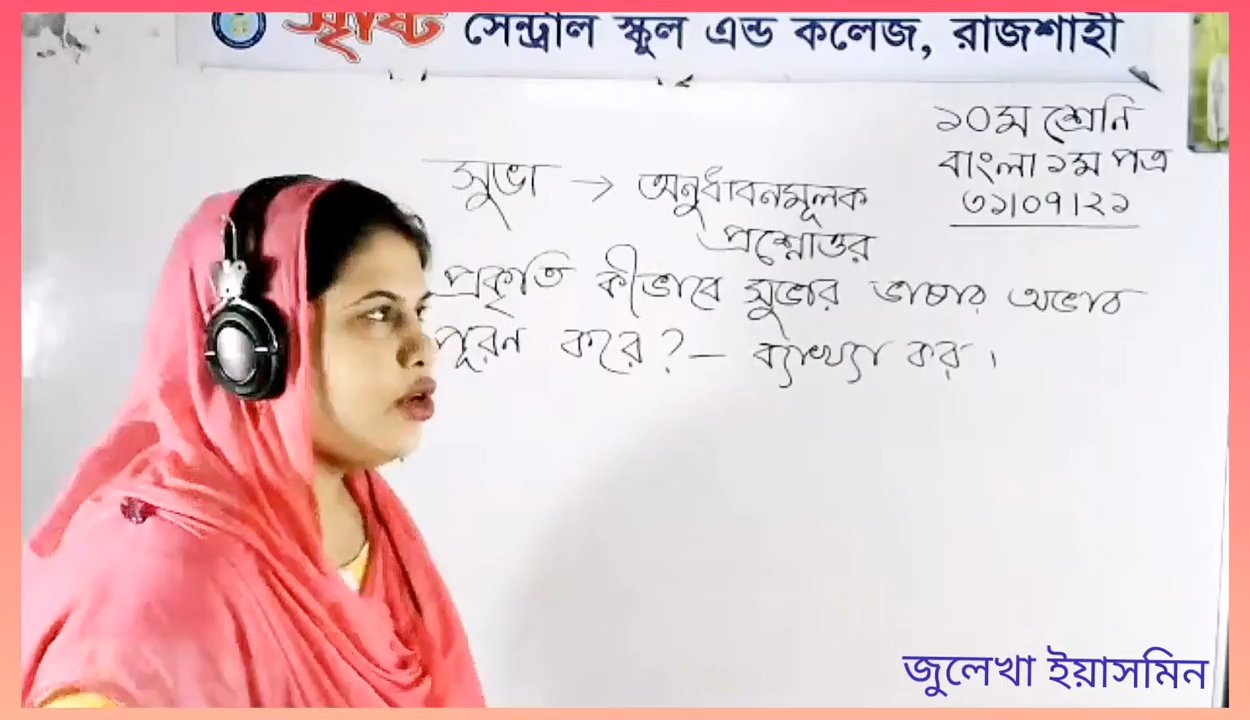 সৃষ্টি সেন্ট্রাল স্কুল এন্ড কলেজ, রাজশাহী
১০ম শ্রেনি
বাংলা ১ম পত্র
৩১|০৭|২১
সুভা → অনুধাবনমূলক
প্রশ্নোত্তর
প্রকৃতি কীভাবে সুভার ভাষার অভাব
পূরন করে? — ব্যাখ্যা কর।
জুলেখা ইয়াসমিন